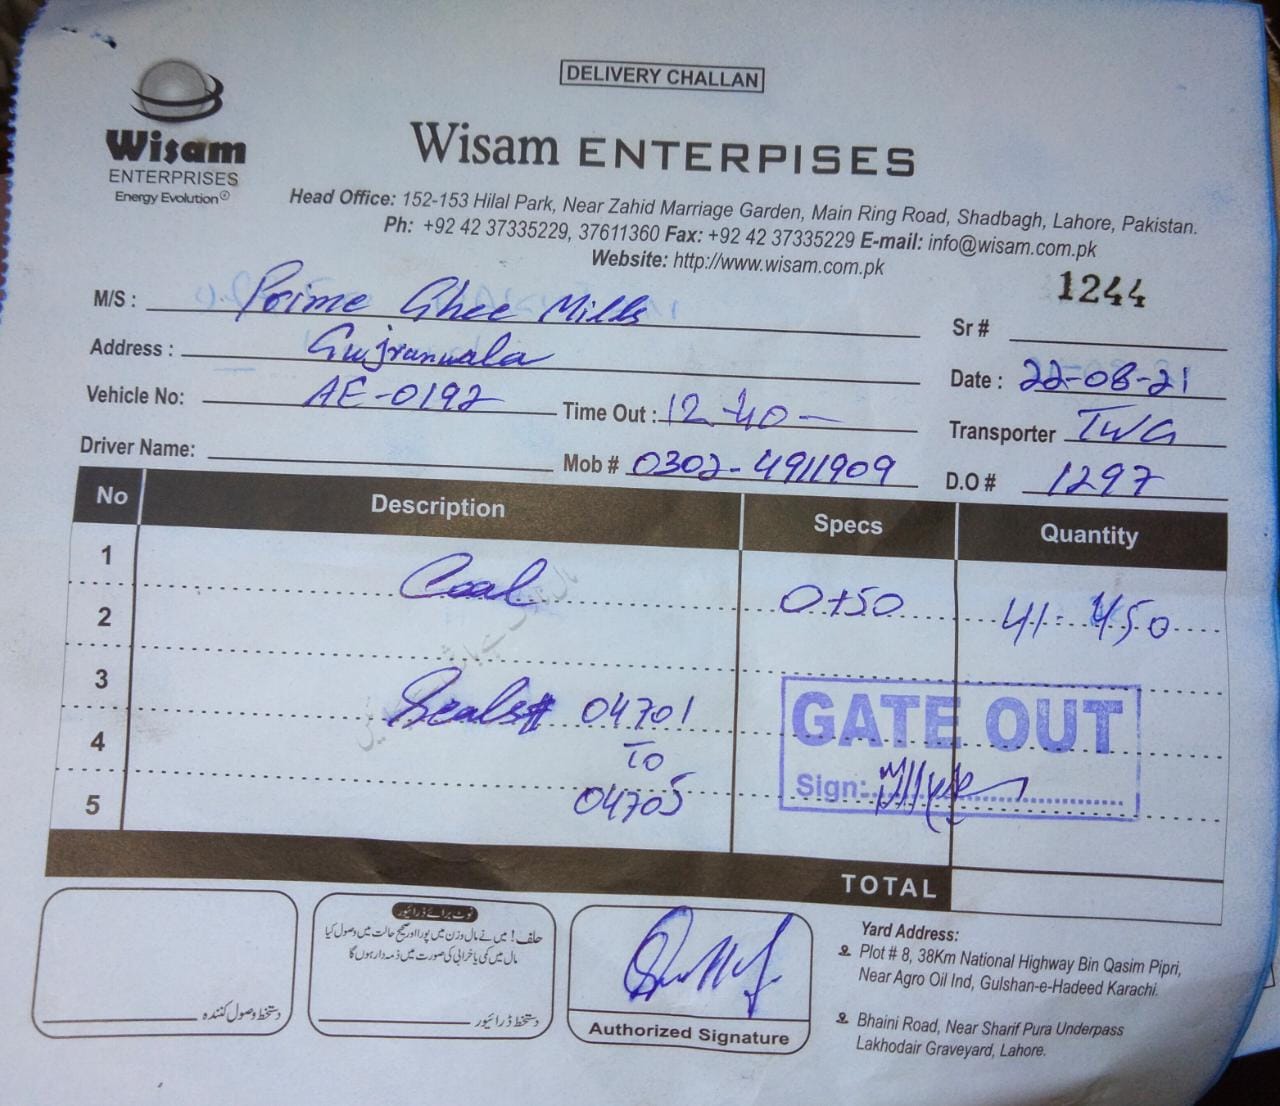 DELIVERY CHALLAN
Wisam
ENTERPRISES
Energy Evolution
Wisam ENTERPISES
Head Office: 152-153 Hilal Park, Near Zahid Marriage Garden, Main Ring Road, Shadbagh, Lahore, Pakistan.
Ph: +92 42 37335229, 37611360 Fax: +92 42 37335229 E-mail: info@wisam.com.pk
Website: http://www.wisam.com.pk
1244
M/S : Prime Ghee Mills
Sr #
Address : Gujranwala
Date : 22-08-21
Vehicle No: AE-0192 Time Out : 12-40-
Transporter TWG
Driver Name: Mob # 0302-4911909
D.O # 1297
No Description Specs Quantity
1
Coal 0+50 41-450
2
3
Seals# 04701
4
To
04705
5
GATE OUT
Sign:
TOTAL
نوٹ برائے ڈرائیور
حلف! میں نے مال وزن میں پورا اور صحیح حالت میں وصول کیا
مال میں کمی یا خرابی کی صورت میں ذمہ دار ہوں گا
دستخط وصول کنندہ
دستخط ڈرائیور
Authorized Signature
Yard Address:
Plot # 8, 38Km National Highway Bin Qasim Pipri,
Near Agro Oil Ind, Gulshan-e-Hadeed Karachi.
Bhaini Road, Near Sharif Pura Underpass
Lakhodair Graveyard, Lahore.